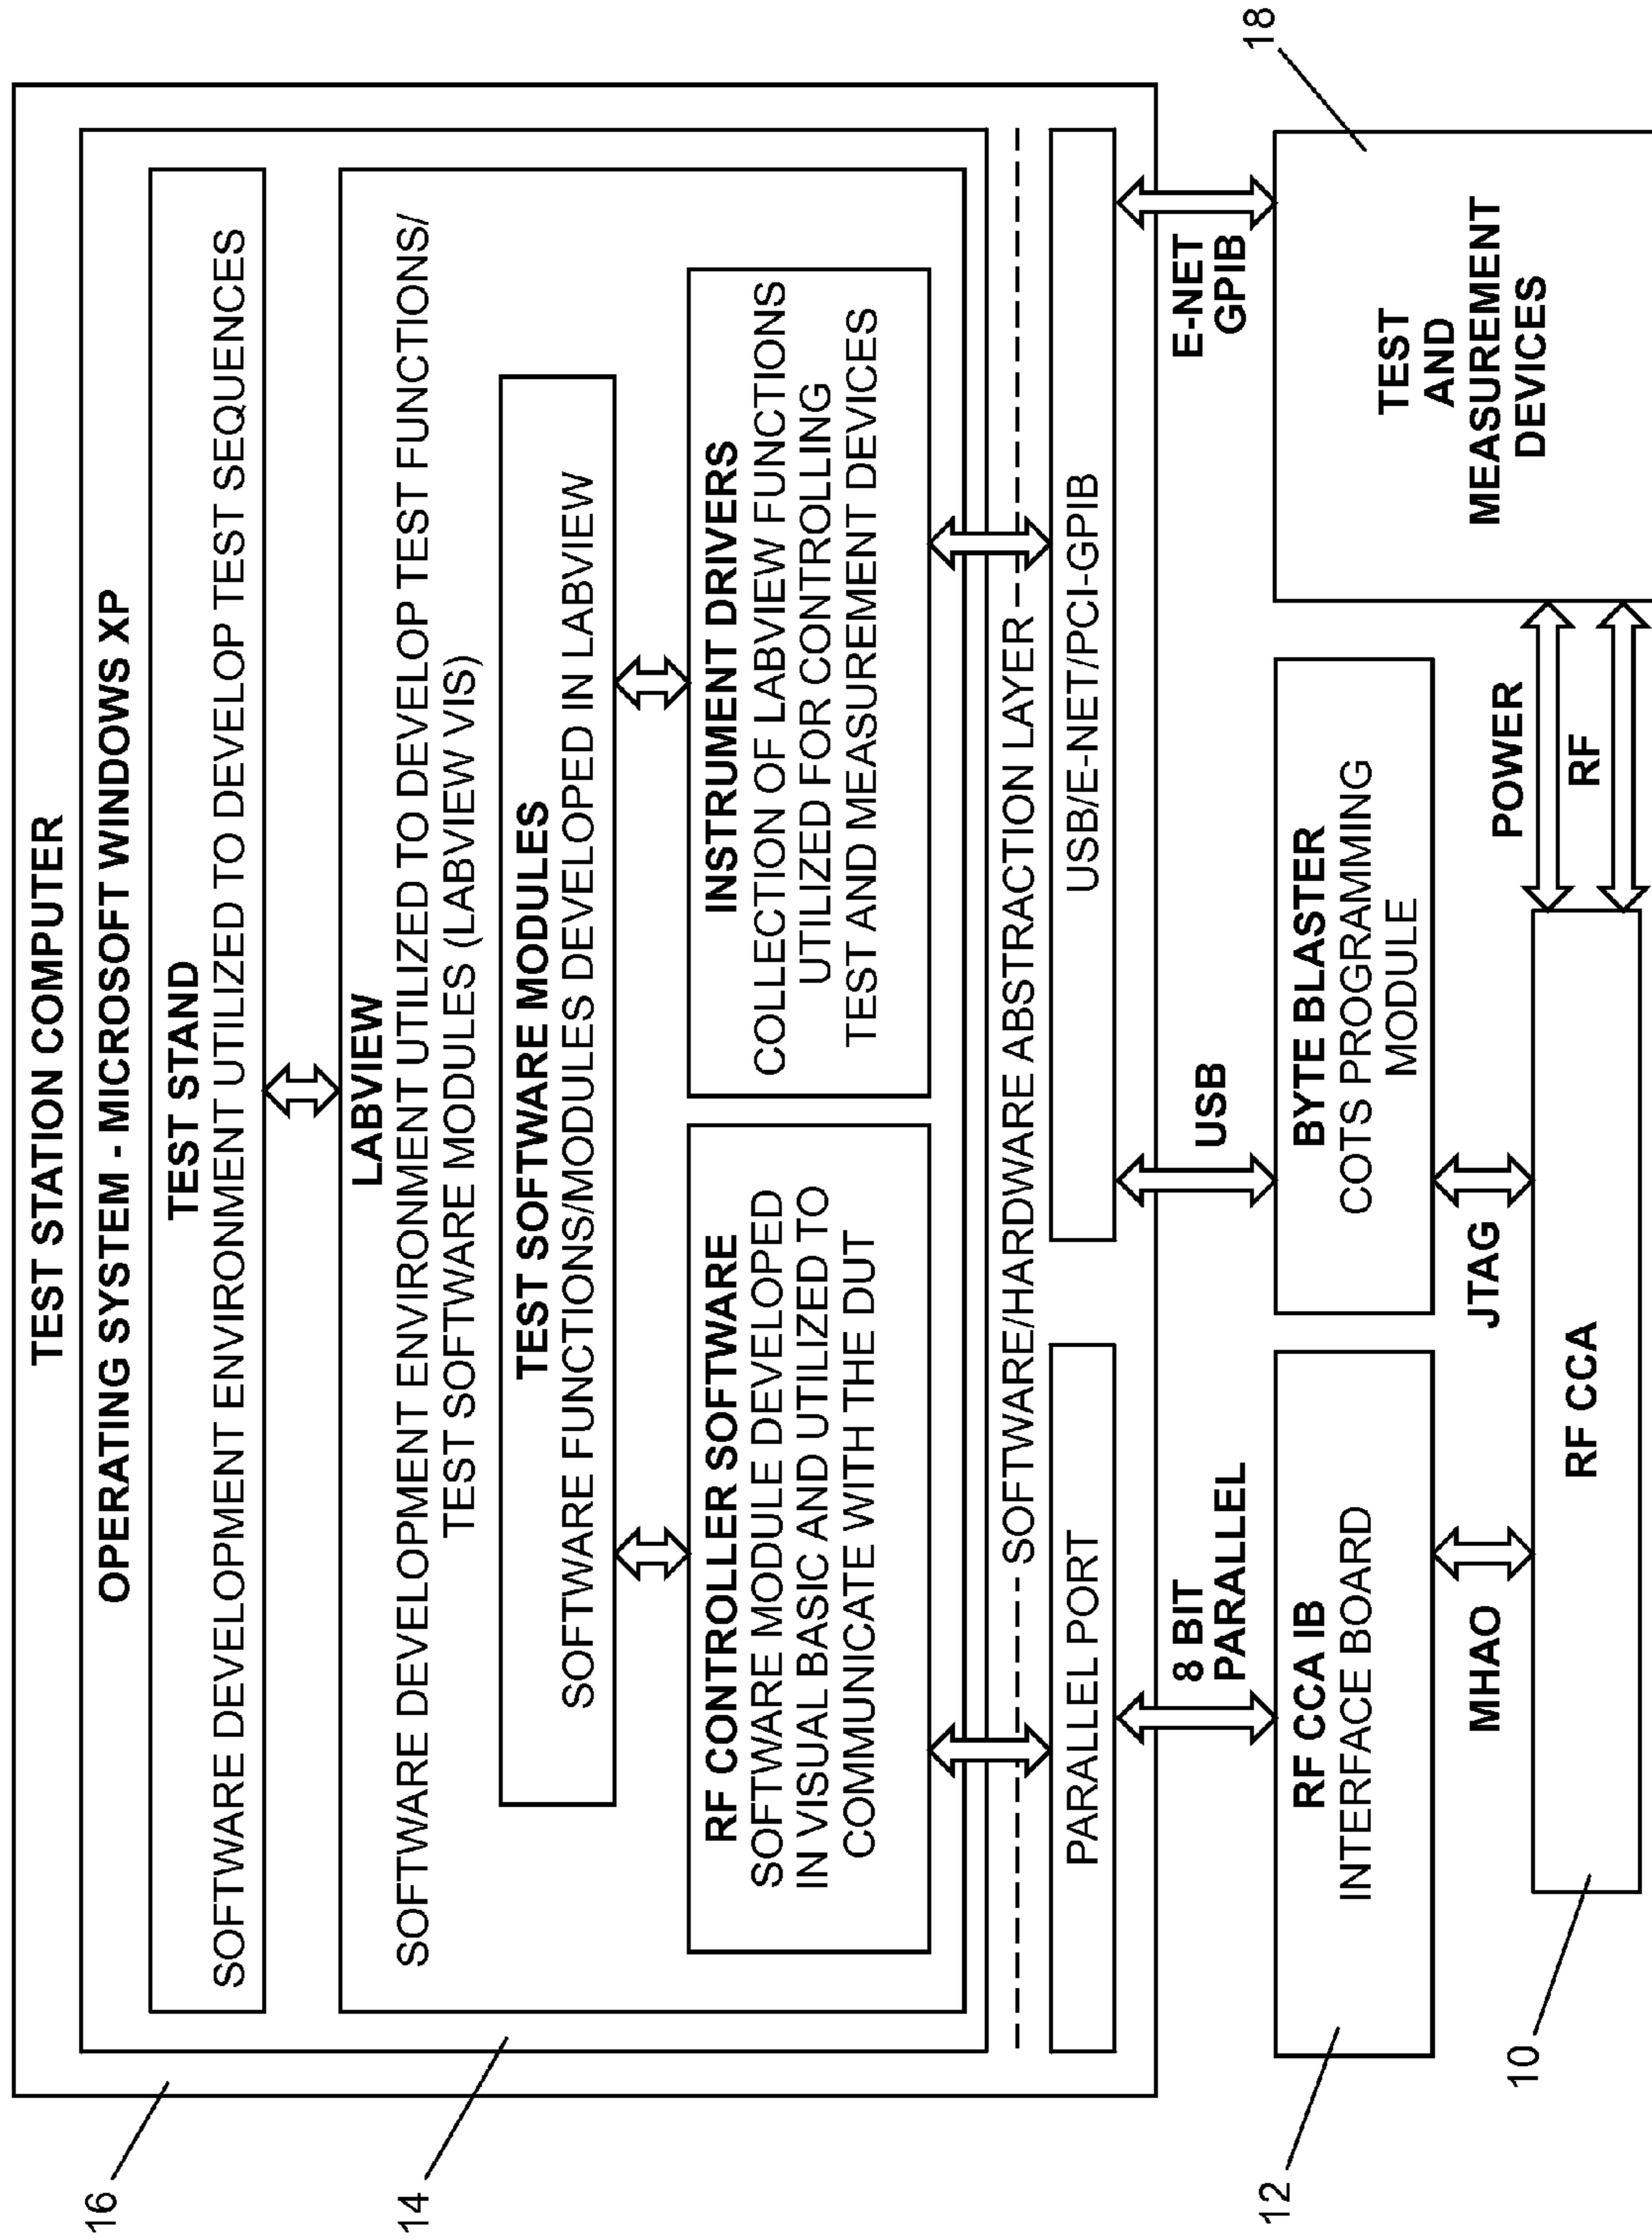 TEST STATION COMPUTER
16
OPERATING SYSTEM - MICROSOFT WINDOWS XP
TEST STAND
SOFTWARE DEVELOPMENT ENVIRONMENT UTILIZED TO DEVELOP TEST SEQUENCES
14
LABVIEW
SOFTWARE DEVELOPMENT ENVIRONMENT UTILIZED TO DEVELOP TEST FUNCTIONS/
TEST SOFTWARE MODULES (LABVIEW VIS)
TEST SOFTWARE MODULES
SOFTWARE FUNCTIONS/MODULES DEVELOPED IN LABVIEW
RF CONTROLLER SOFTWARE
SOFTWARE MODULE DEVELOPED
IN VISUAL BASIC AND UTILIZED TO
COMMUNICATE WITH THE DUT
INSTRUMENT DRIVERS
COLLECTION OF LABVIEW FUNCTIONS
UTILIZED FOR CONTROLLING
TEST AND MEASUREMENT DEVICES
SOFTWARE/HARDWARE ABSTRACTION LAYER
PARALLEL PORT
USB/E-NET/PCI-GPIB
8 BIT
PARALLEL
USB
E-NET
GPIB
18
12
RF CCA IB
INTERFACE BOARD
BYTE BLASTER
COTS PROGRAMMING
MODULE
TEST
AND
MEASUREMENT
DEVICES
MHAO
JTAG
POWER
RF
10
RF CCA